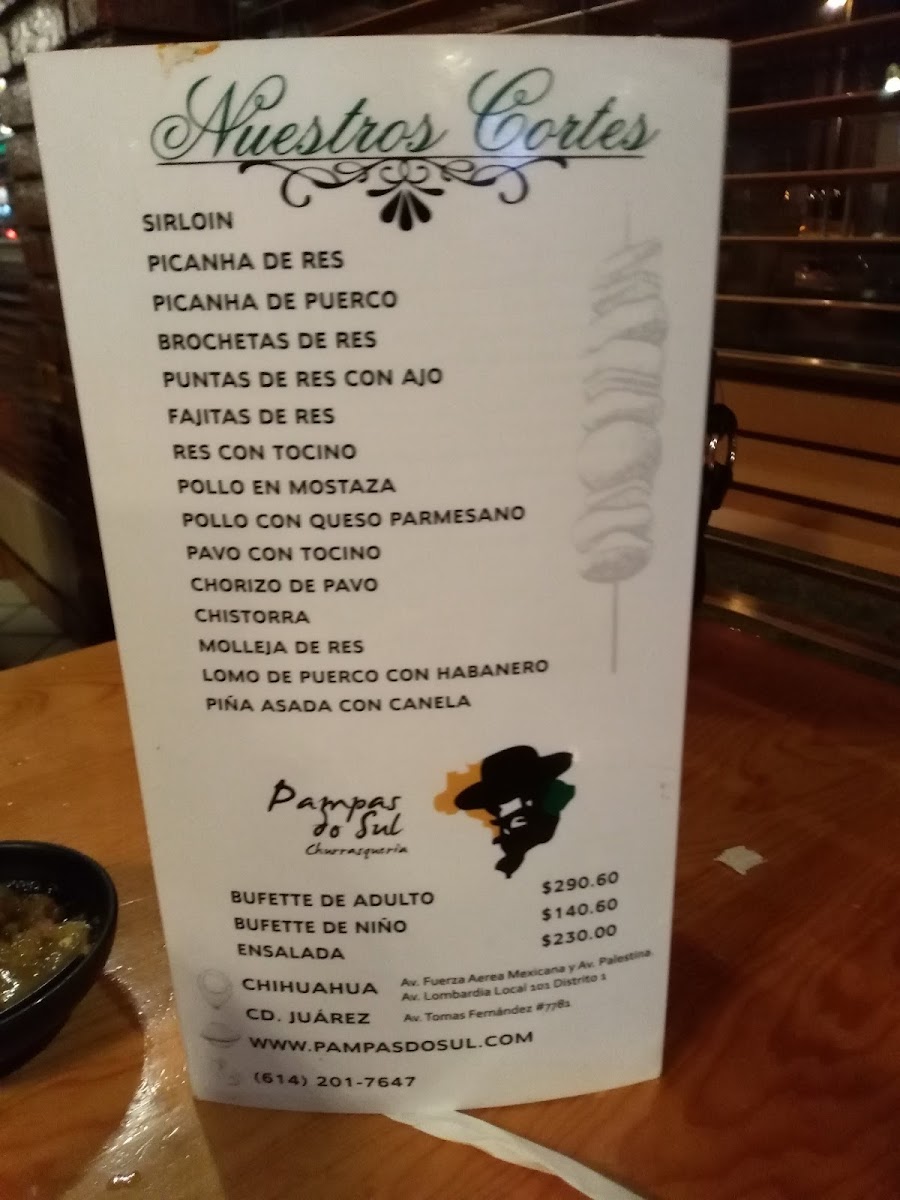 Nuestros Cortes
SIRLOIN
PICANHA DE RES
PICANHA DE PUERCO
BROCHETAS DE RES
PUNTAS DE RES CON AJO
FAJITAS DE RES
RES CON TOCINO
POLLO EN MOSTAZA
POLLO CON QUESO PARMESANO
PAVO CON TOCINO
CHORIZO DE PAVO
CHISTORRA
MOLLEJA DE RES
LOMO DE PUERCO CON HABANERO
PIÑA ASADA CON CANELA
Pampas
do Sul
Churrasqueria
BUFETTE DE ADULTO $290.60
BUFETTE DE NIÑO $140.60
ENSALADA $230.00
CHIHUAHUA Av. Fuerza Aerea Mexicana y Av. Palestina
Av. Lombardia Local 101 Distrito 1
CD. JUÁREZ Av. Tomas Fernández #7781
WWW.PAMPASDOSUL.COM
(614) 201-7647